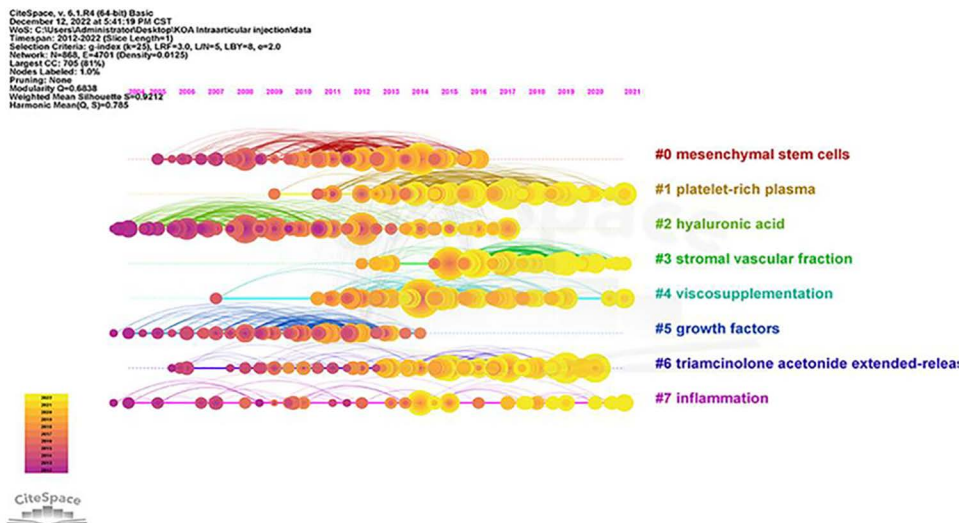 CiteSpace, v. 6.1.R4 (64-bit) Basic
December 12, 2022 at 5:41:19 PM CST
WoS: C:\Users\Administrator\Desktop\KOA Intraarticular injection\data
Timespan: 2012-2022 (Slice Length=1)
Selection Criteria: g-index (k=25), LRF=3.0, L/N=5, LBY=8, e=2.0
Network: N=868, E=4701 (Density=0.0125)
Largest CC: 705 (81%)
Nodes Labeled: 1.0%
Pruning: None
Modularity Q=0.6838
Weighted Mean Silhouette S=0.9212
Harmonic Mean(Q, S)=0.785
2004 2005 2006 2007 2008 2009 2010 2011 2012 2013 2014 2015 2016 2017 2018 2019 2020 2021
#0 mesenchymal stem cells
#1 platelet-rich plasma
#2 hyaluronic acid
#3 stromal vascular fraction
#4 viscosupplementation
#5 growth factors
#6 triamcinolone acetonide extended-releas
#7 inflammation
CiteSpace